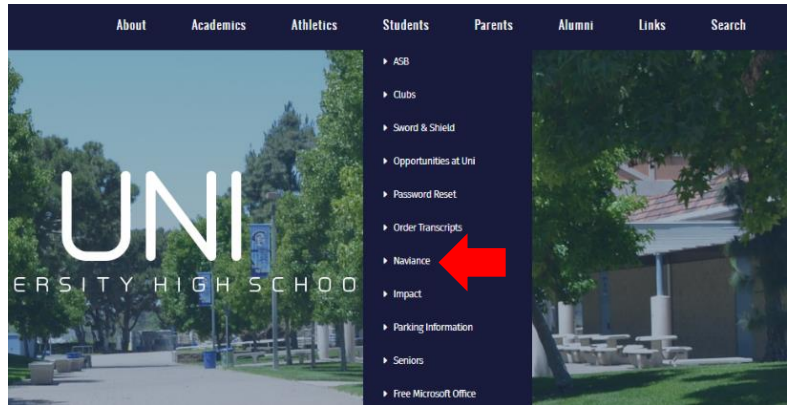 About Academics Athletics Students Parents Alumni Links Search
ASB
Clubs
Sword & Shield
Opportunities at Uni
Password Reset
Order Transcripts
Naviance
Impact
Parking Information
Seniors
Free Microsoft Office
UNI
ERSITY HIGH SCHOO